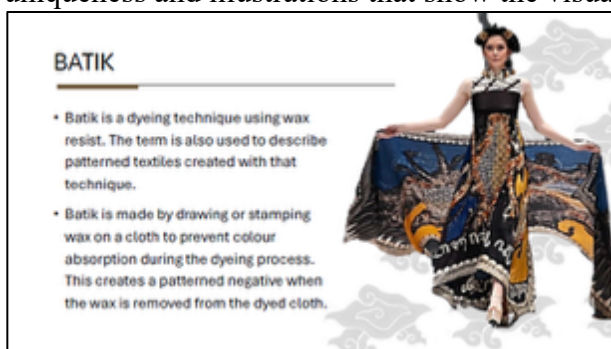 uniqueness and illustrations that show the visua
BATIK
• Batik is a dyeing technique using wax
resist. The term is also used to describe
patterned textiles created with that
technique.
• Batik is made by drawing or stamping
wax on a cloth to prevent colour
absorption during the dyeing process.
This creates a patterned negative when
the wax is removed from the dyed cloth.